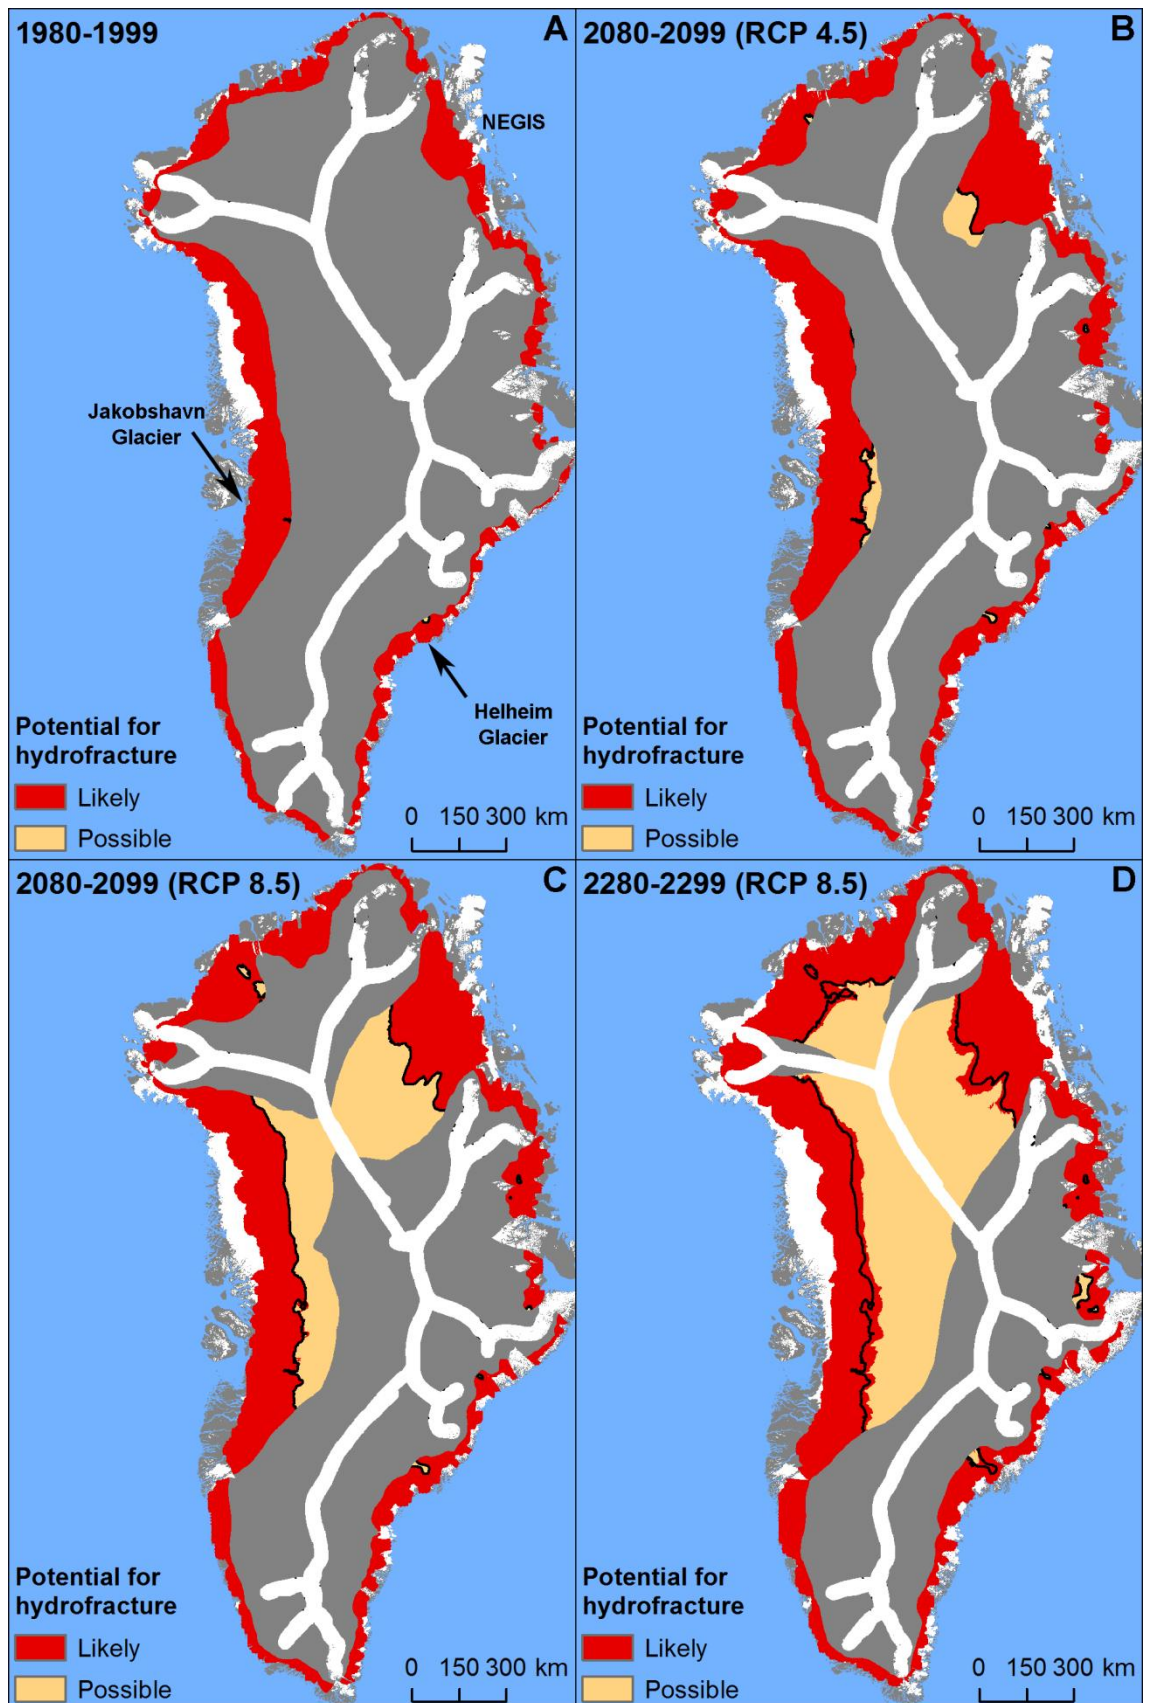 1980-1999
A
NEGIS
Jakobshavn
Glacier
Helheim
Glacier
Potential for
hydrofracture
Likely
Possible
0 150 300 km
2080-2099 (RCP 4.5)
B
Potential for
hydrofracture
Likely
Possible
0 150 300 km
2080-2099 (RCP 8.5)
C
Potential for
hydrofracture
Likely
Possible
0 150 300 km
2280-2299 (RCP 8.5)
D
Potential for
hydrofracture
Likely
Possible
0 150 300 km